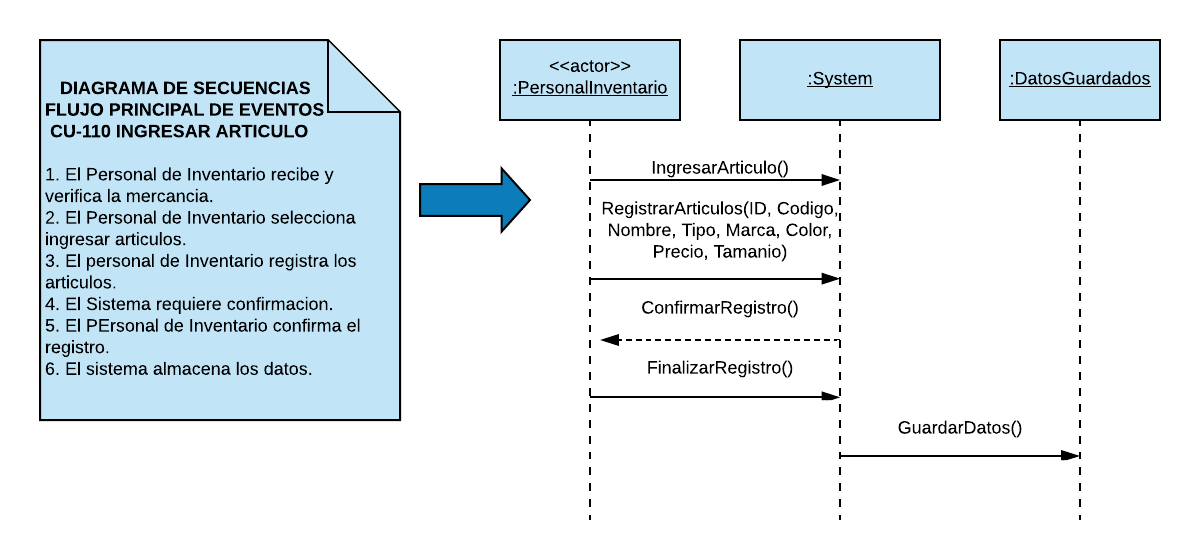 DIAGRAMA DE SECUENCIAS
FLUJO PRINCIPAL DE EVENTOS
CU-110 INGRESAR ARTICULO
1. El Personal de Inventario recibe y
verifica la mercancia.
2. El Personal de Inventario selecciona
ingresar articulos.
3. El personal de Inventario registra los
articulos.
4. El Sistema requiere confirmacion.
5. El PErsonal de Inventario confirma el
registro.
6. El sistema almacena los datos.
<<actor>>
:PersonalInventario
:System
:DatosGuardados
IngresarArticulo()
RegistrarArticulos(ID, Codigo,
Nombre, Tipo, Marca, Color,
Precio, Tamanio)
ConfirmarRegistro()
FinalizarRegistro()
GuardarDatos()